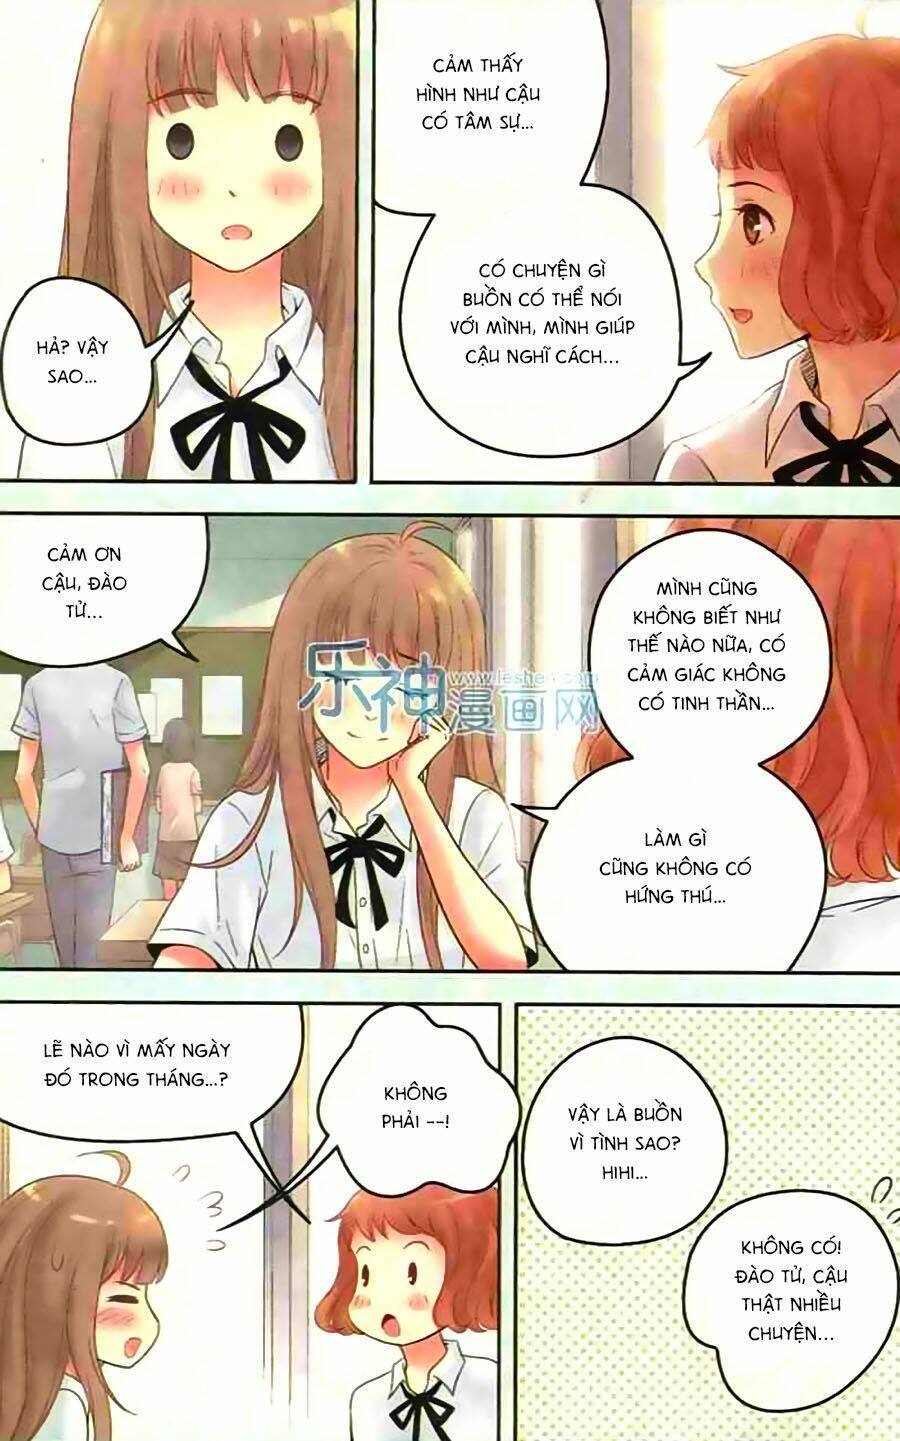 CẢM THẤY
HÌNH NHƯ CẬU
CÓ TÂM SỰ...
CÓ CHUYỆN GÌ
BUỒN CÓ THỂ NÓI
VỚI MÌNH, MÌNH GIÚP
CẬU NGHĨ CÁCH...
HẢ? VẬY
SAO...
CẢM ƠN
CẬU, ĐÀO
TỬ...
MÌNH CŨNG
KHÔNG BIẾT NHƯ
THẾ NÀO NỮA, CÓ
CẢM GIÁC KHÔNG
CÓ TINH THẦN...
LÀM GÌ
CŨNG KHÔNG CÓ
HỨNG THÚ...
www.leshen.com
乐神漫画网
LẼ NÀO VÌ MẤY NGÀY
ĐÓ TRONG THÁNG...?
KHÔNG
PHẢI --!
VẬY LÀ BUỒN
VÌ TÌNH SAO?
HIHI...
KHÔNG CÓ!
ĐÀO TỬ, CẬU
THẬT NHIỀU
CHUYỆN...